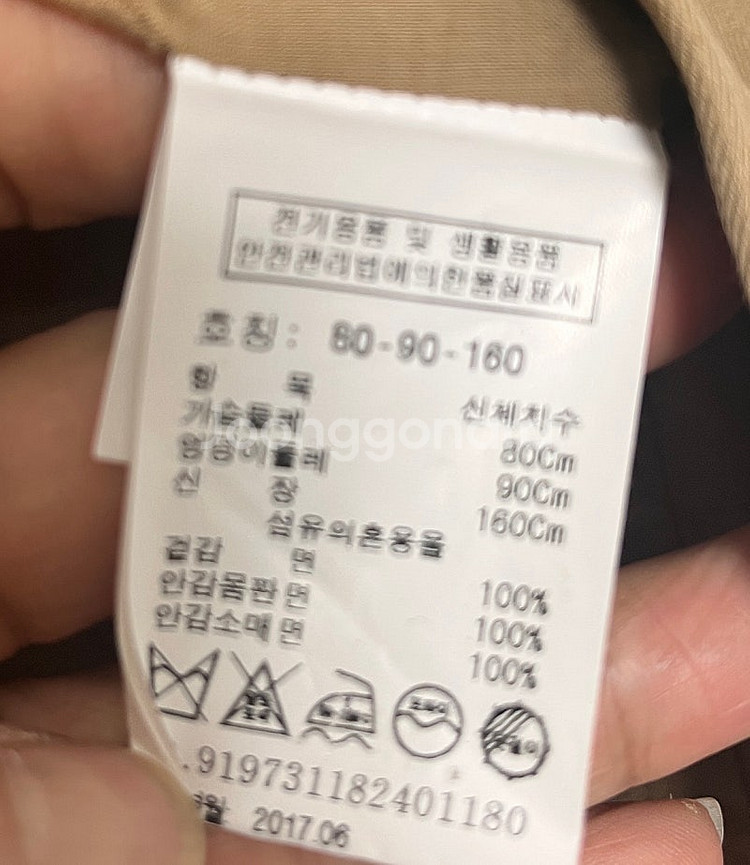 전기용품 및 생활용품
안전관리법에의한품질표시
호칭: 80-90-160
항 목 신체치수
가슴둘레 80Cm
엉덩이둘레 90Cm
신 장 160Cm
섬유의혼용율
겉감 면 100%
안감몸판 면 100%
안감소매 면 100%
.919731182401180
2017.06